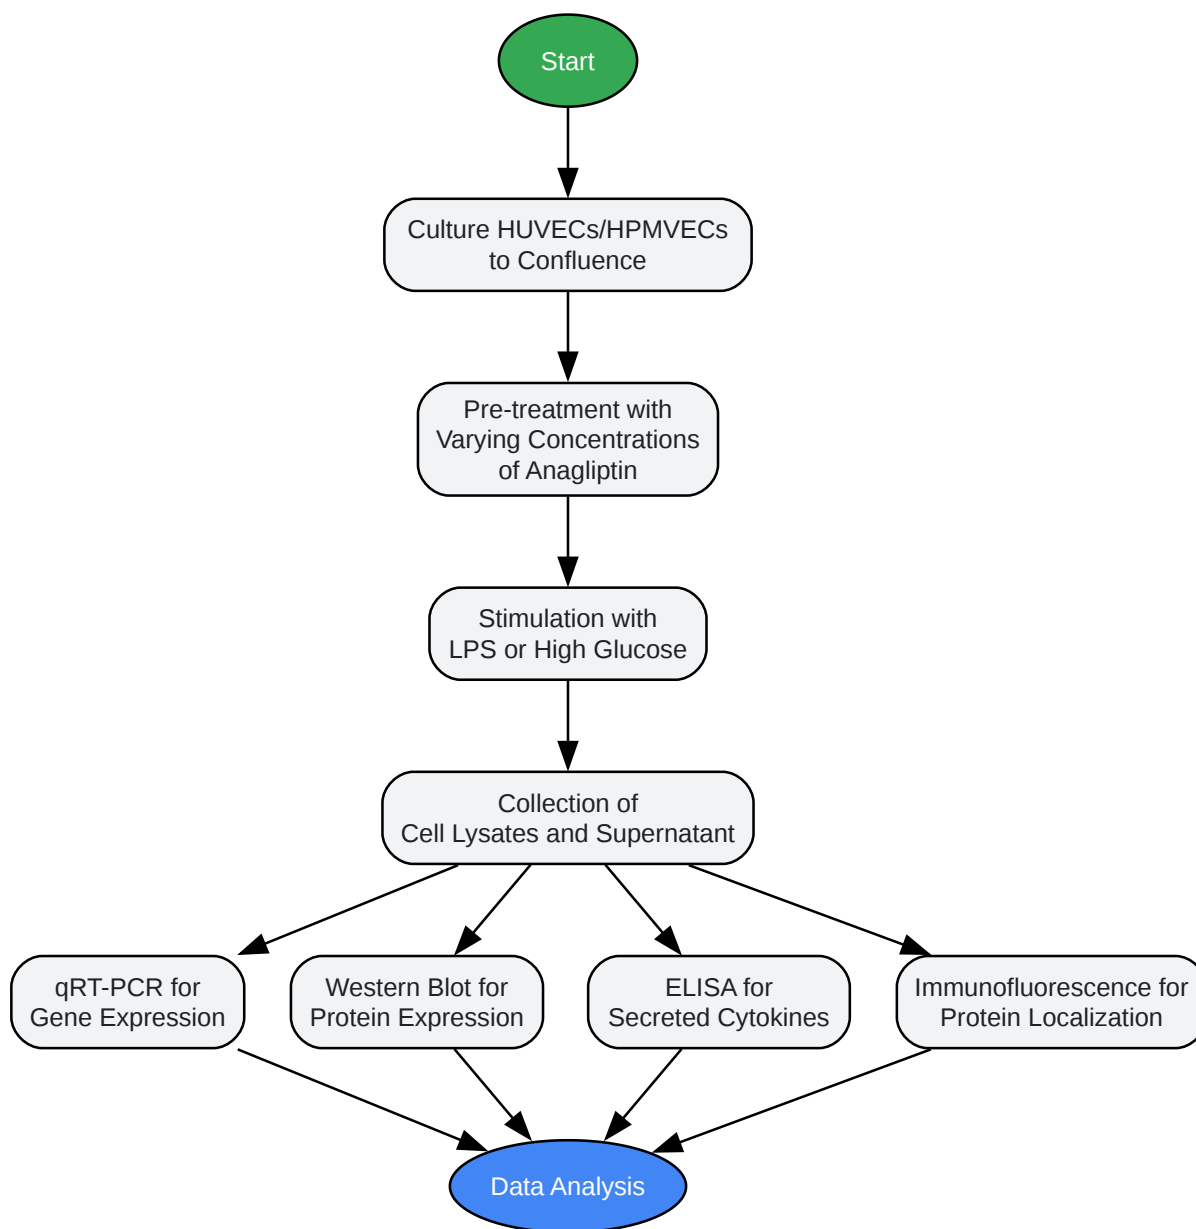 Start
Culture HUVECs/HPMVECs
to Confluence
Pre-treatment with
Varying Concentrations
of Anagliptin
Stimulation with
LPS or High Glucose
Collection of
Cell Lysates and Supernatant
qRT-PCR for
Gene Expression
Western Blot for
Protein Expression
ELISA for
Secreted Cytokines
Immunofluorescence for
Protein Localization
Data Analysis